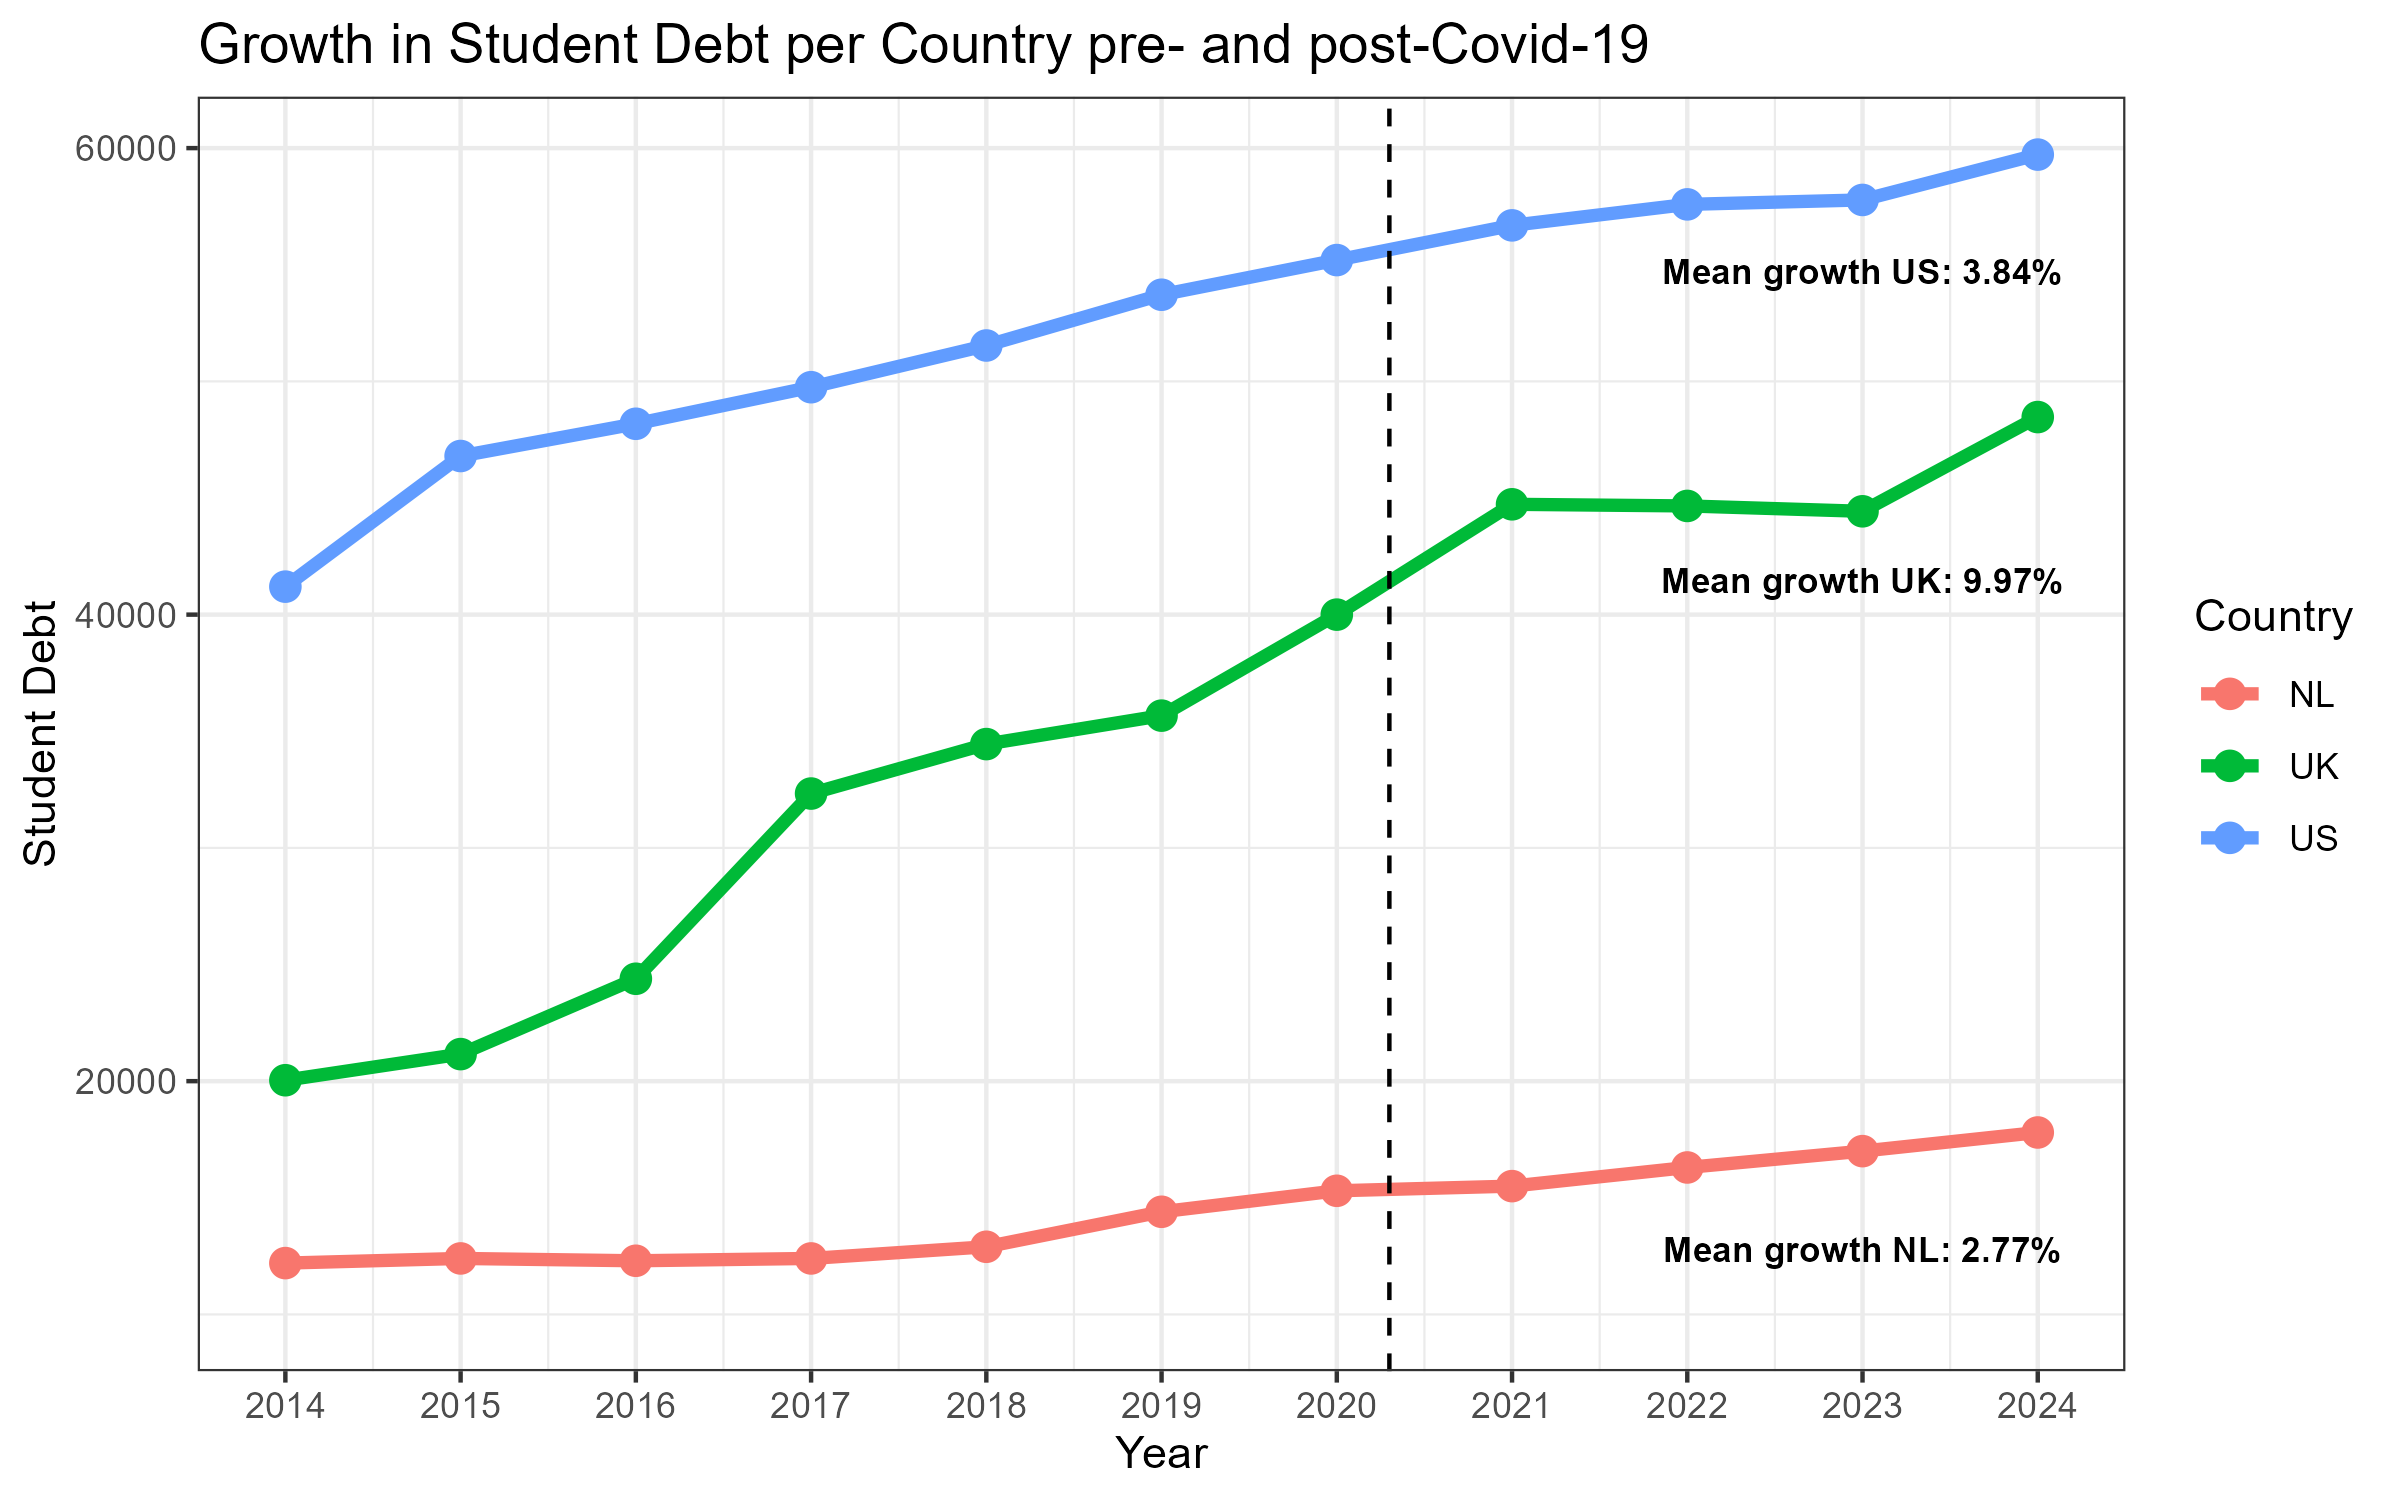 Growth in Student Debt per Country pre- and post-Covid-19
Student Debt
60000
40000
20000
Mean growth US: 3.84%
Mean growth UK: 9.97%
Mean growth NL: 2.77%
2014 2015 2016 2017 2018 2019 2020 2021 2022 2023 2024
Year
Country
NL
UK
US